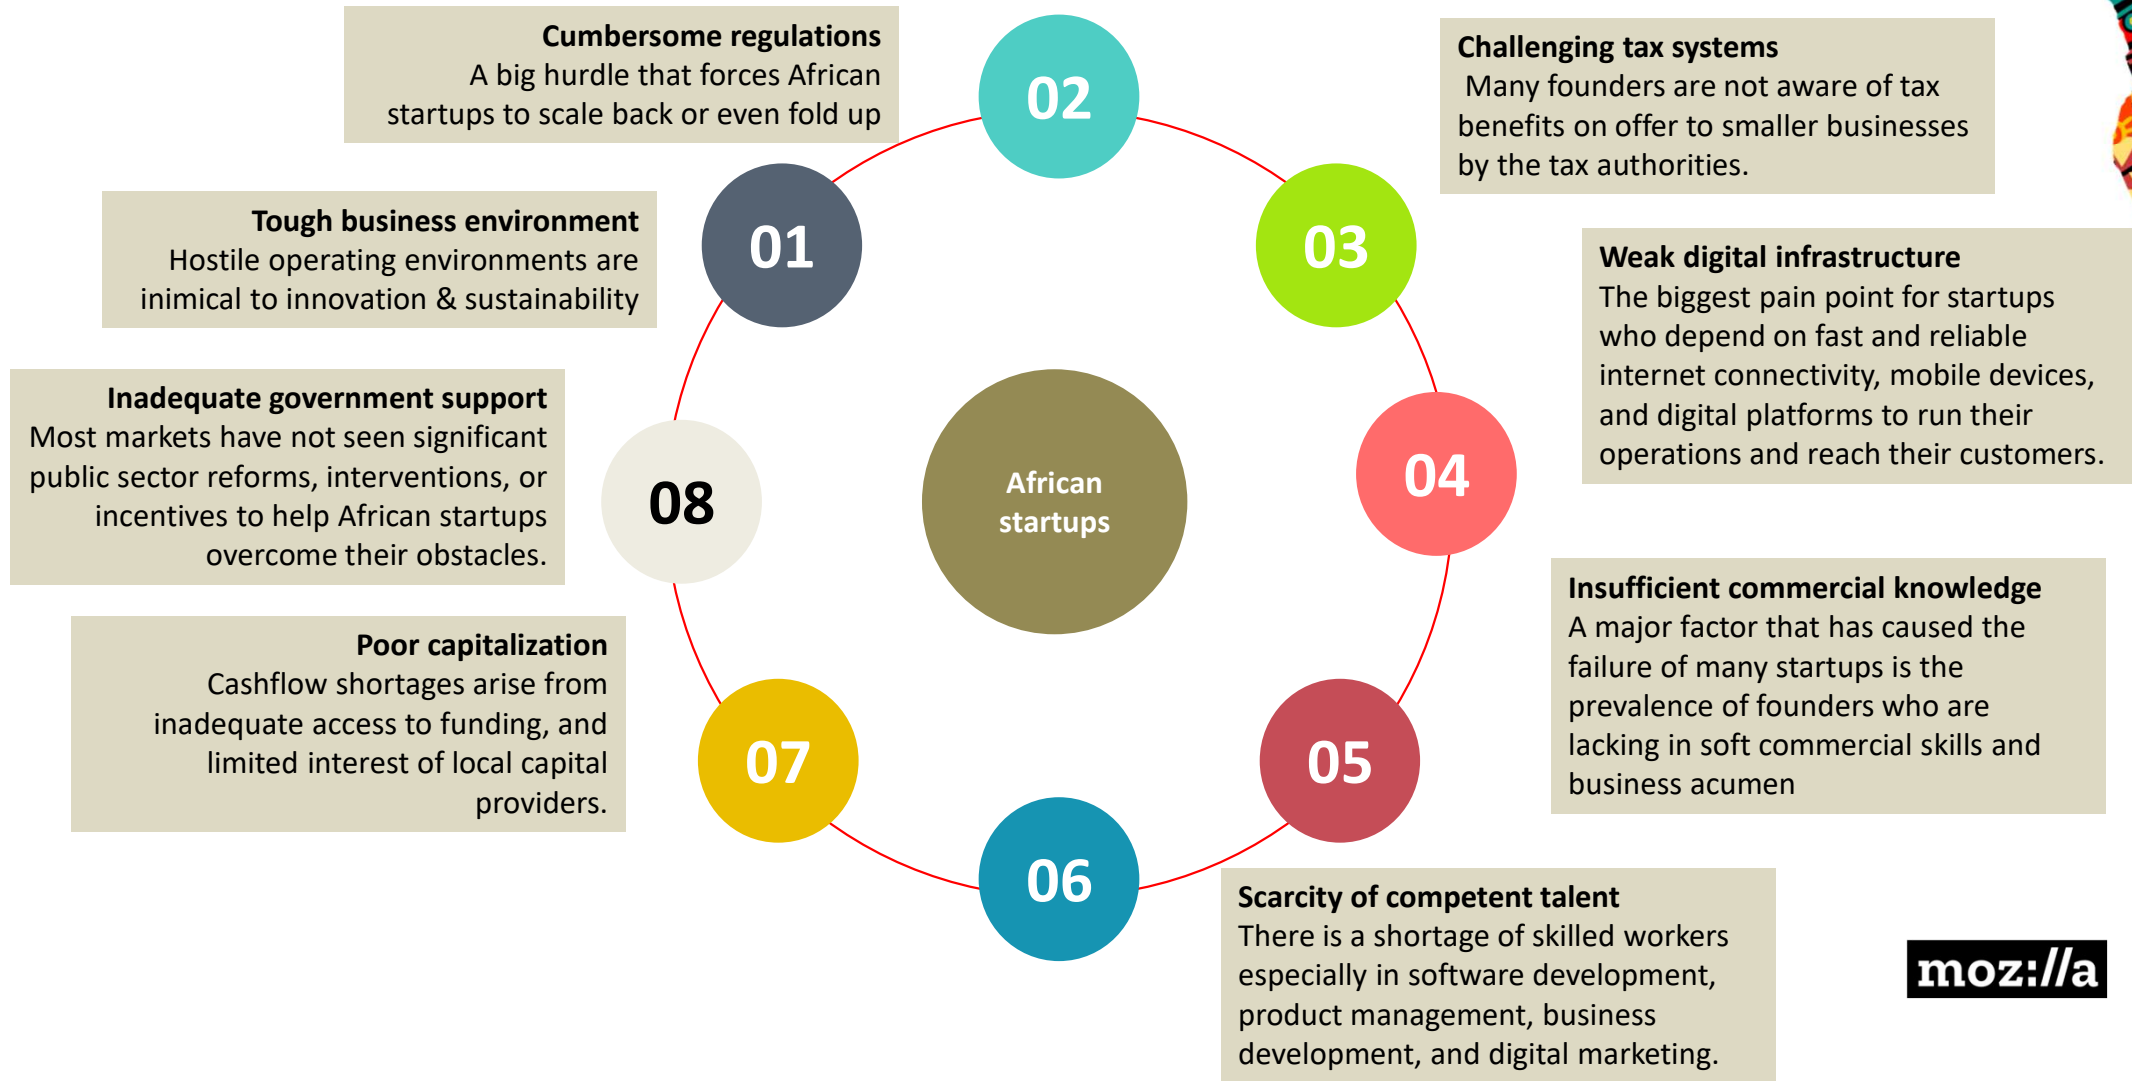 01
Tough business environment
Hostile operating environments are
inimical to innovation & sustainability
02
Cumbersome regulations
A big hurdle that forces African
startups to scale back or even fold up
03
Challenging tax systems
Many founders are not aware of tax
benefits on offer to smaller businesses
by the tax authorities.
04
Weak digital infrastructure
The biggest pain point for startups
who depend on fast and reliable
internet connectivity, mobile devices,
and digital platforms to run their
operations and reach their customers.
05
Insufficient commercial knowledge
A major factor that has caused the
failure of many startups is the
prevalence of founders who are
lacking in soft commercial skills and
business acumen
06
Scarcity of competent talent
There is a shortage of skilled workers
especially in software development,
product management, business
development, and digital marketing.
07
Poor capitalization
Cashflow shortages arise from
inadequate access to funding, and
limited interest of local capital
providers.
08
Inadequate government support
Most markets have not seen significant
public sector reforms, interventions, or
incentives to help African startups
overcome their obstacles.
African
startups
moz://a